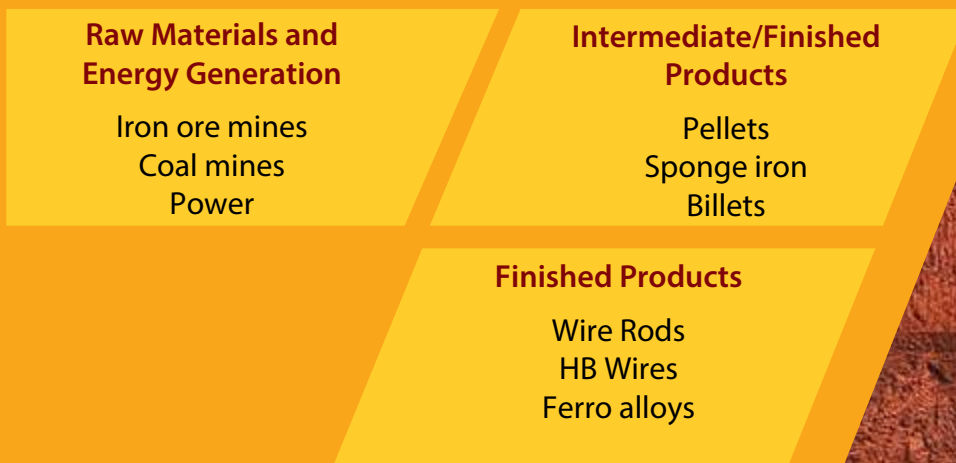 Raw Materials and
Energy Generation
Iron ore mines
Coal mines
Power
Intermediate/Finished
Products
Pellets
Sponge iron
Billets
Finished Products
Wire Rods
HB Wires
Ferro alloys